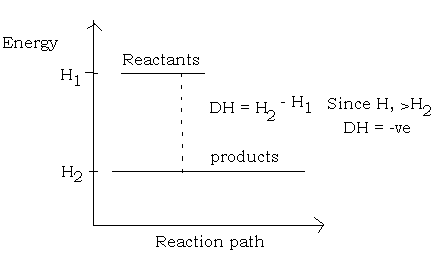 Energy
Reactants
H₁
DH = H₂ - H₁ Since H, >H₂
DH = -ve
products
H₂
Reaction path